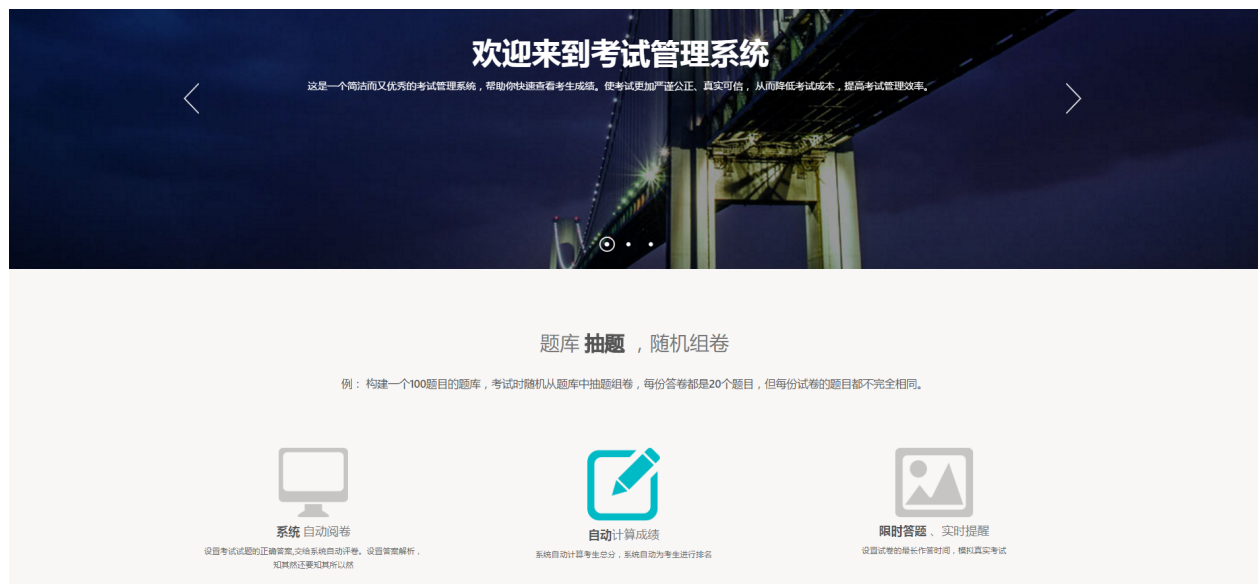 欢迎来到考试管理系统
这是一个简洁而又优秀的考试管理系统，帮助你快速查看考生成绩。使考试更加严谨公正、真实可信， 从而降低考试成本，提高考试管理效率。
题库 抽题 ，随机组卷
例： 构建一个100题目的题库，考试时随机从题库中抽题组卷，每份答卷都是20个题目，但每份试卷的题目都不完全相同。
系统 自动阅卷
设置考试试题的正确答案,交给系统自动评卷。设置答案解析，
知其然还要知其所以然
自动计算成绩
系统自动计算考生总分，系统自动为考生进行排名
限时答题 、实时提醒
设置试卷的最长作答时间，模拟真实考试